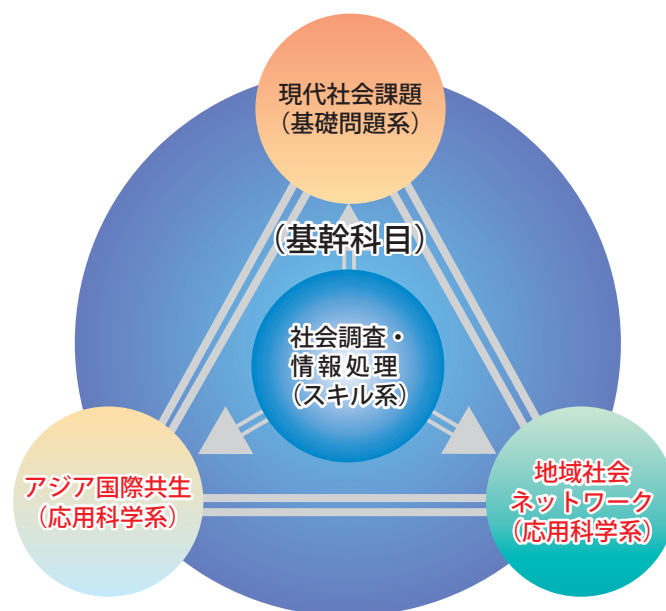 現代社会課題
(基礎問題系)
(基幹科目)
社会調査・
情報処理
(スキル系)
アジア国際共生
(応用科学系)
地域社会
ネットワーク
(応用科学系)